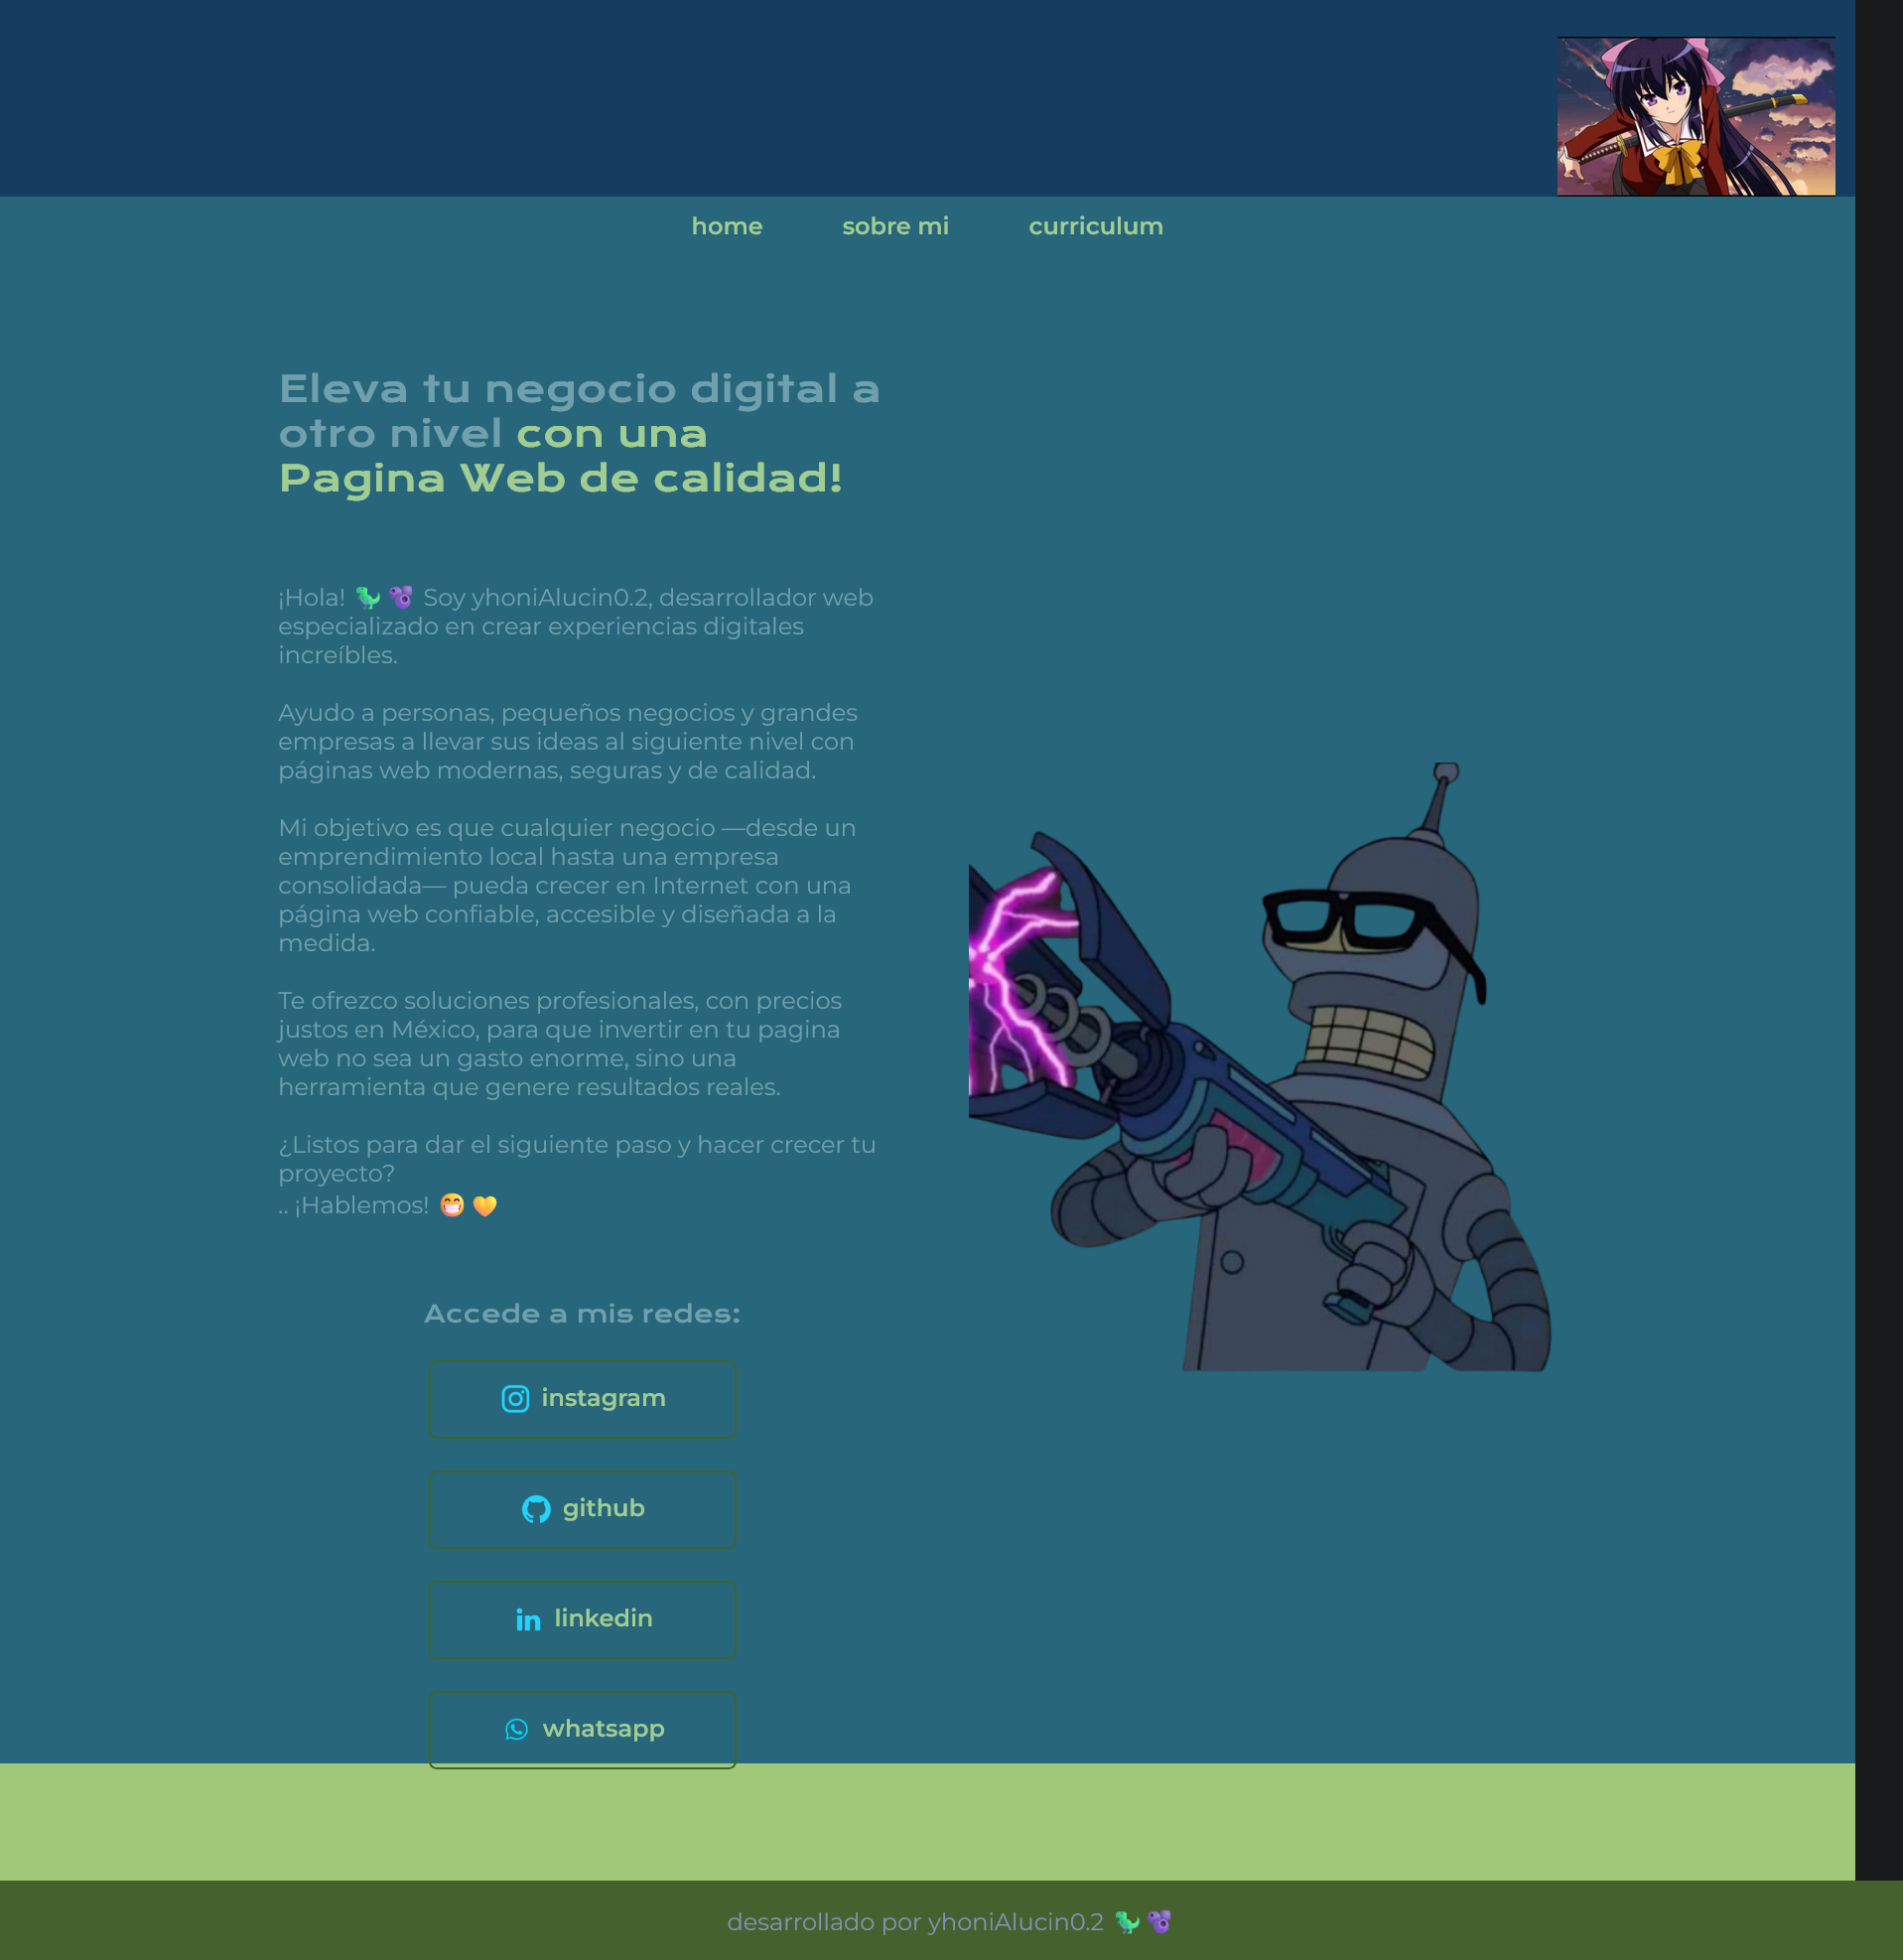 home sobre mi curriculum
Eleva tu negocio digital a
otro nivel con una
Pagina Web de calidad!
¡Hola! 🦖🫐 Soy yhoniAlucin0.2, desarrollador web
especializado en crear experiencias digitales
increíbles.
Ayudo a personas, pequeños negocios y grandes
empresas a llevar sus ideas al siguiente nivel con
páginas web modernas, seguras y de calidad.
Mi objetivo es que cualquier negocio —desde un
emprendimiento local hasta una empresa
consolidada— pueda crecer en Internet con una
página web confiable, accesible y diseñada a la
medida.
Te ofrezco soluciones profesionales, con precios
justos en México, para que invertir en tu pagina
web no sea un gasto enorme, sino una
herramienta que genere resultados reales.
¿Listos para dar el siguiente paso y hacer crecer tu
proyecto?
.. ¡Hablemos! 😁💛
Accede a mis redes:
instagram
github
linkedin
whatsapp
desarrollado por yhoniAlucin0.2 🦖🫐